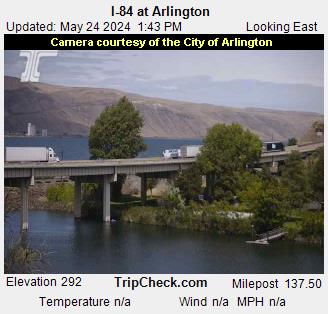 I-84 at Arlington
Updated: May 24 2024 1:43 PM Looking East
Camera courtesy of the City of Arlington
Elevation 292 TripCheck.com Milepost 137.50
Temperature n/a Wind n/a MPH n/a